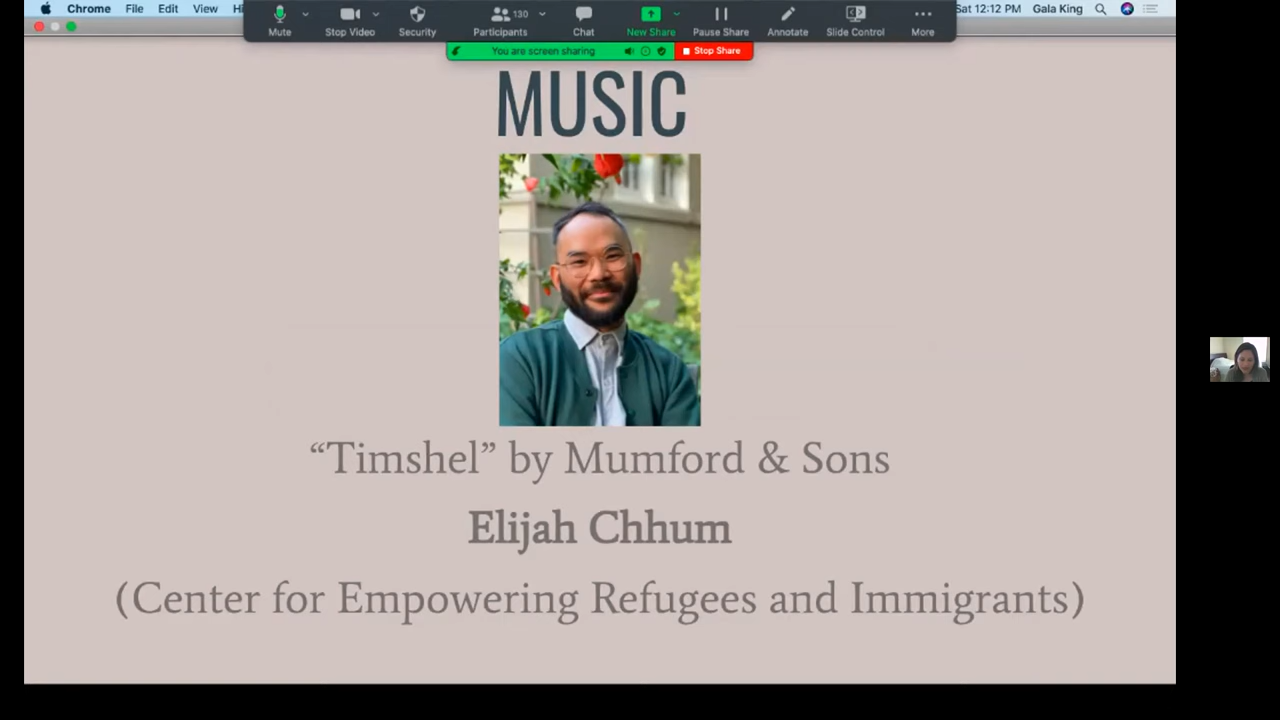 Chrome File Edit View Hi
Sat 12:12 PM Gala King
130
Mute Stop Video Security Participants Chat New Share Pause Share Annotate Slide Control More
You are screen sharing Stop Share
MUSIC
“Timshel” by Mumford & Sons
Elijah Chhum
(Center for Empowering Refugees and Immigrants)